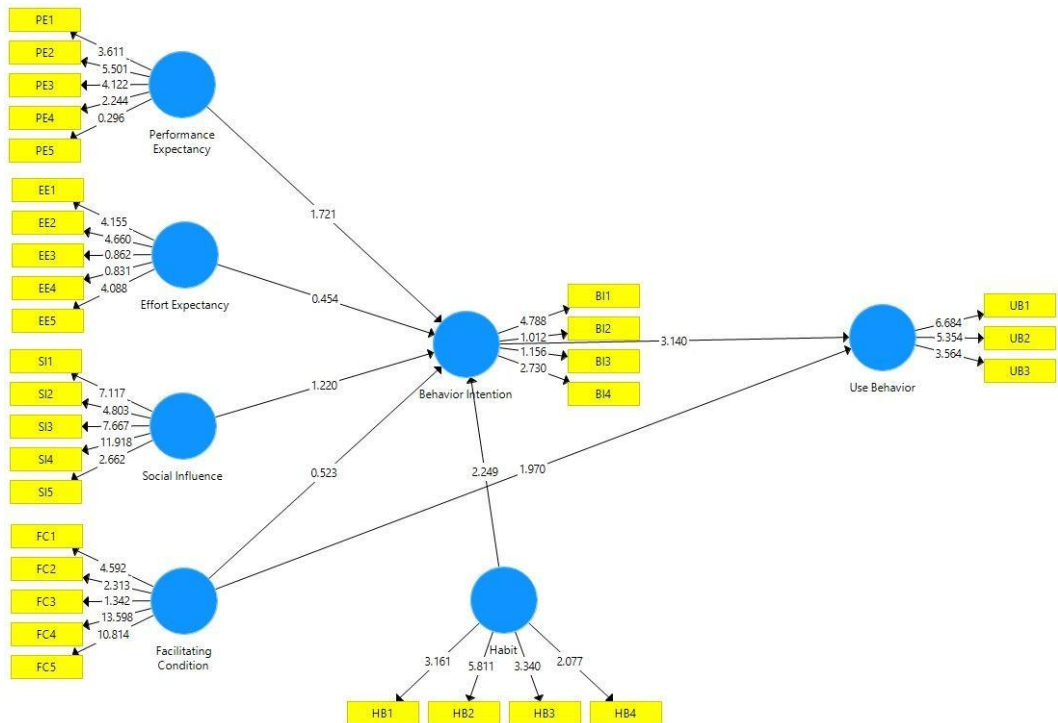 PE1
PE2
PE3
PE4
PE5
3.611
5.501
4.122
2.244
0.296
Performance
Expectancy
1.721
EE1
EE2
EE3
EE4
EE5
4.155
4.660
0.862
0.831
4.088
Effort Expectancy
0.454
SI1
SI2
SI3
SI4
SI5
7.117
4.803
7.667
11.918
2.662
Social Influence
1.220
FC1
FC2
FC3
FC4
FC5
4.592
2.313
1.342
13.598
10.814
Facilitating
Condition
0.523
1.970
Behavior Intention
4.788
1.012
1.156
2.730
BI1
BI2
BI3
BI4
3.140
2.249
Habit
3.161
5.811
3.340
2.077
HB1
HB2
HB3
HB4
Use Behavior
6.684
5.354
3.564
UB1
UB2
UB3